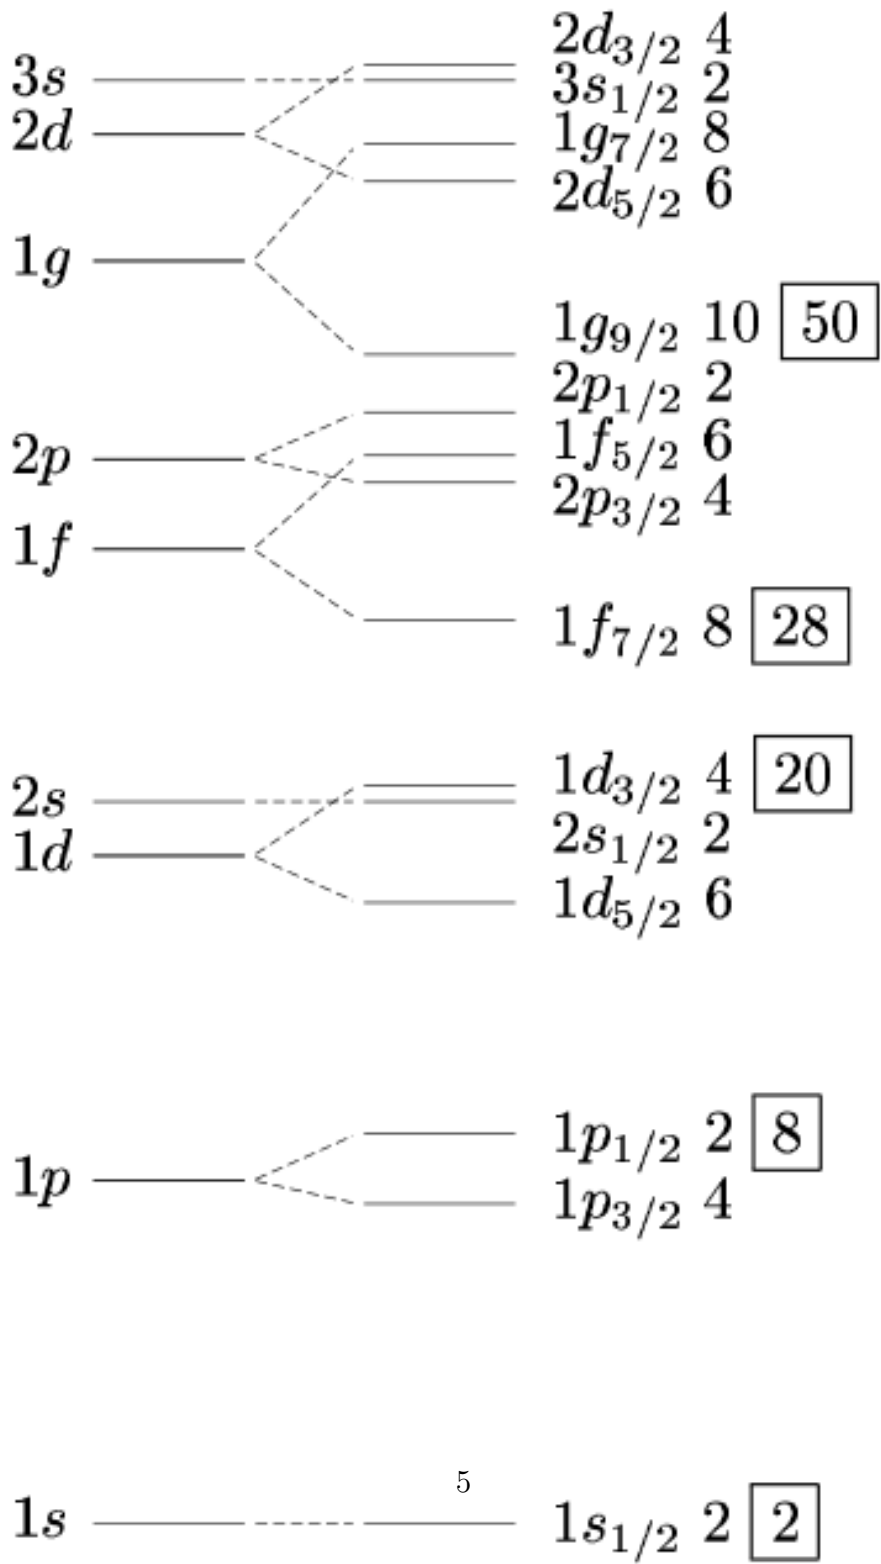 2d3/2 4
3s 3s1/2 2
2d 1g7/2 8
2d5/2 6
1g
1g9/2 10 50
2p1/2 2
2p 1f5/2 6
2p3/2 4
1f
1f7/2 8 28
1d3/2 4 20
2s 2s1/2 2
1d 1d5/2 6
1p1/2 2 8
1p 1p3/2 4
5
1s 1s1/2 2 2